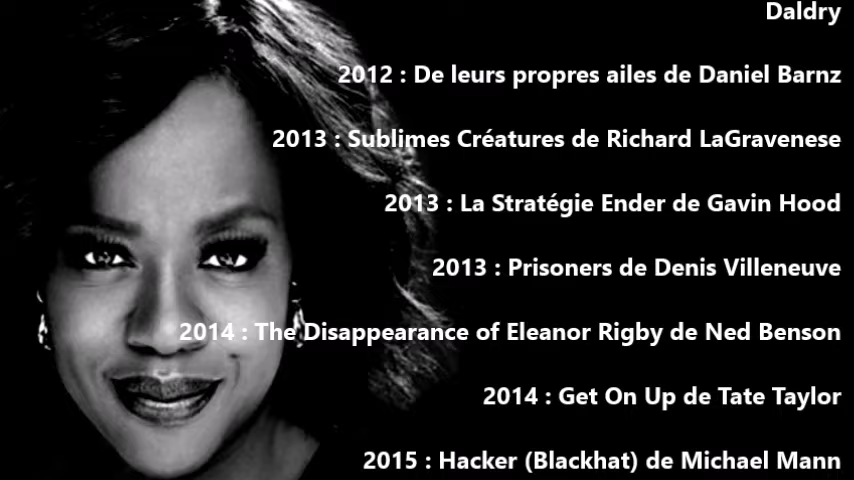 Daldry
2012 : De leurs propres ailes de Daniel Barnz
2013 : Sublimes Créatures de Richard LaGravenese
2013 : La Stratégie Ender de Gavin Hood
2013 : Prisoners de Denis Villeneuve
2014 : The Disappearance of Eleanor Rigby de Ned Benson
2014 : Get On Up de Tate Taylor
2015 : Hacker (Blackhat) de Michael Mann